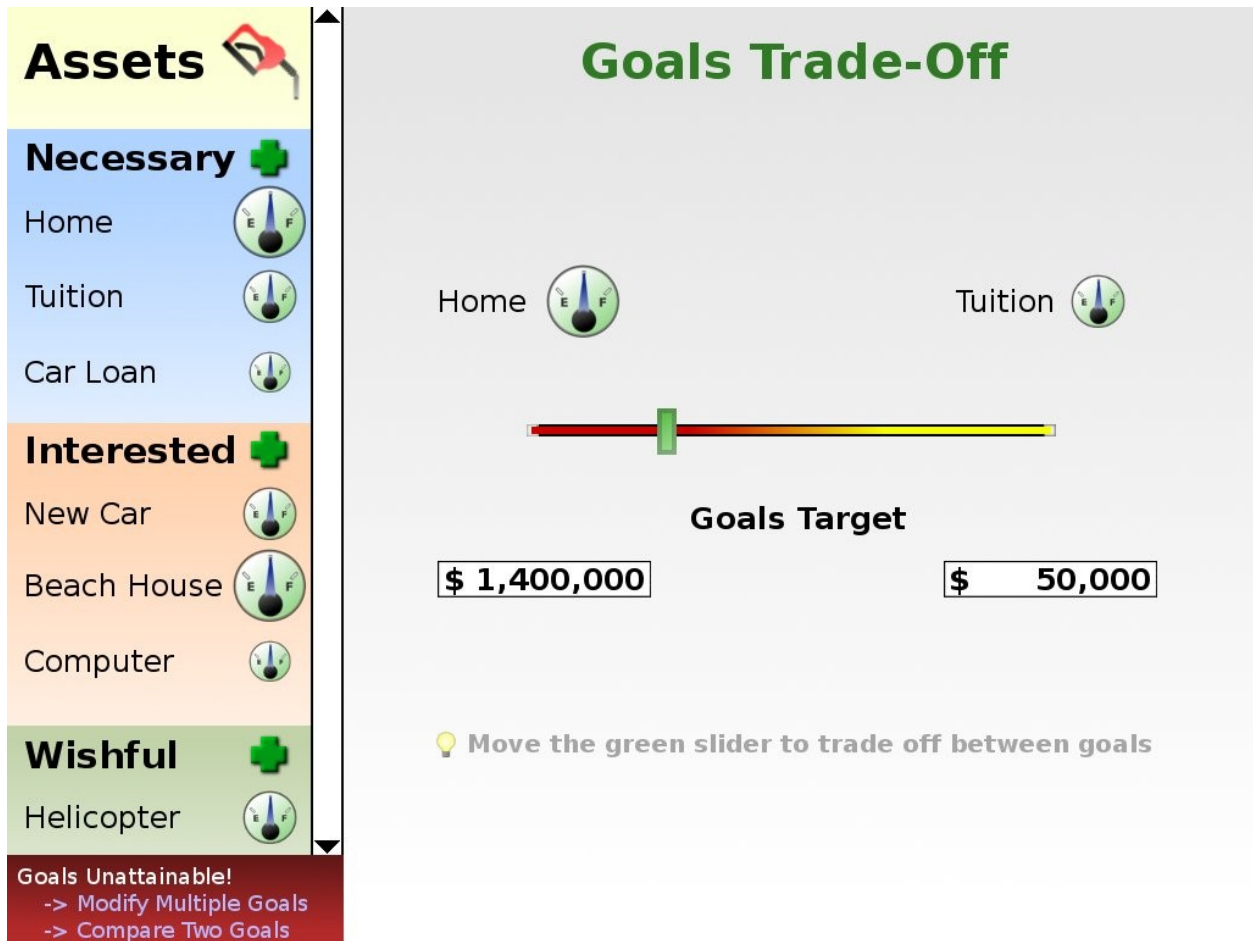 Assets
Necessary
Home
E F
Tuition
E F
Car Loan
Interested
New Car
E F
Beach House
E F
Computer
Wishful
Helicopter
E F
Goals Unattainable!
-> Modify Multiple Goals
-> Compare Two Goals
Goals Trade-Off
Home
E F
Tuition
E F
Goals Target
$ 1,400,000
$ 50,000
Move the green slider to trade off between goals